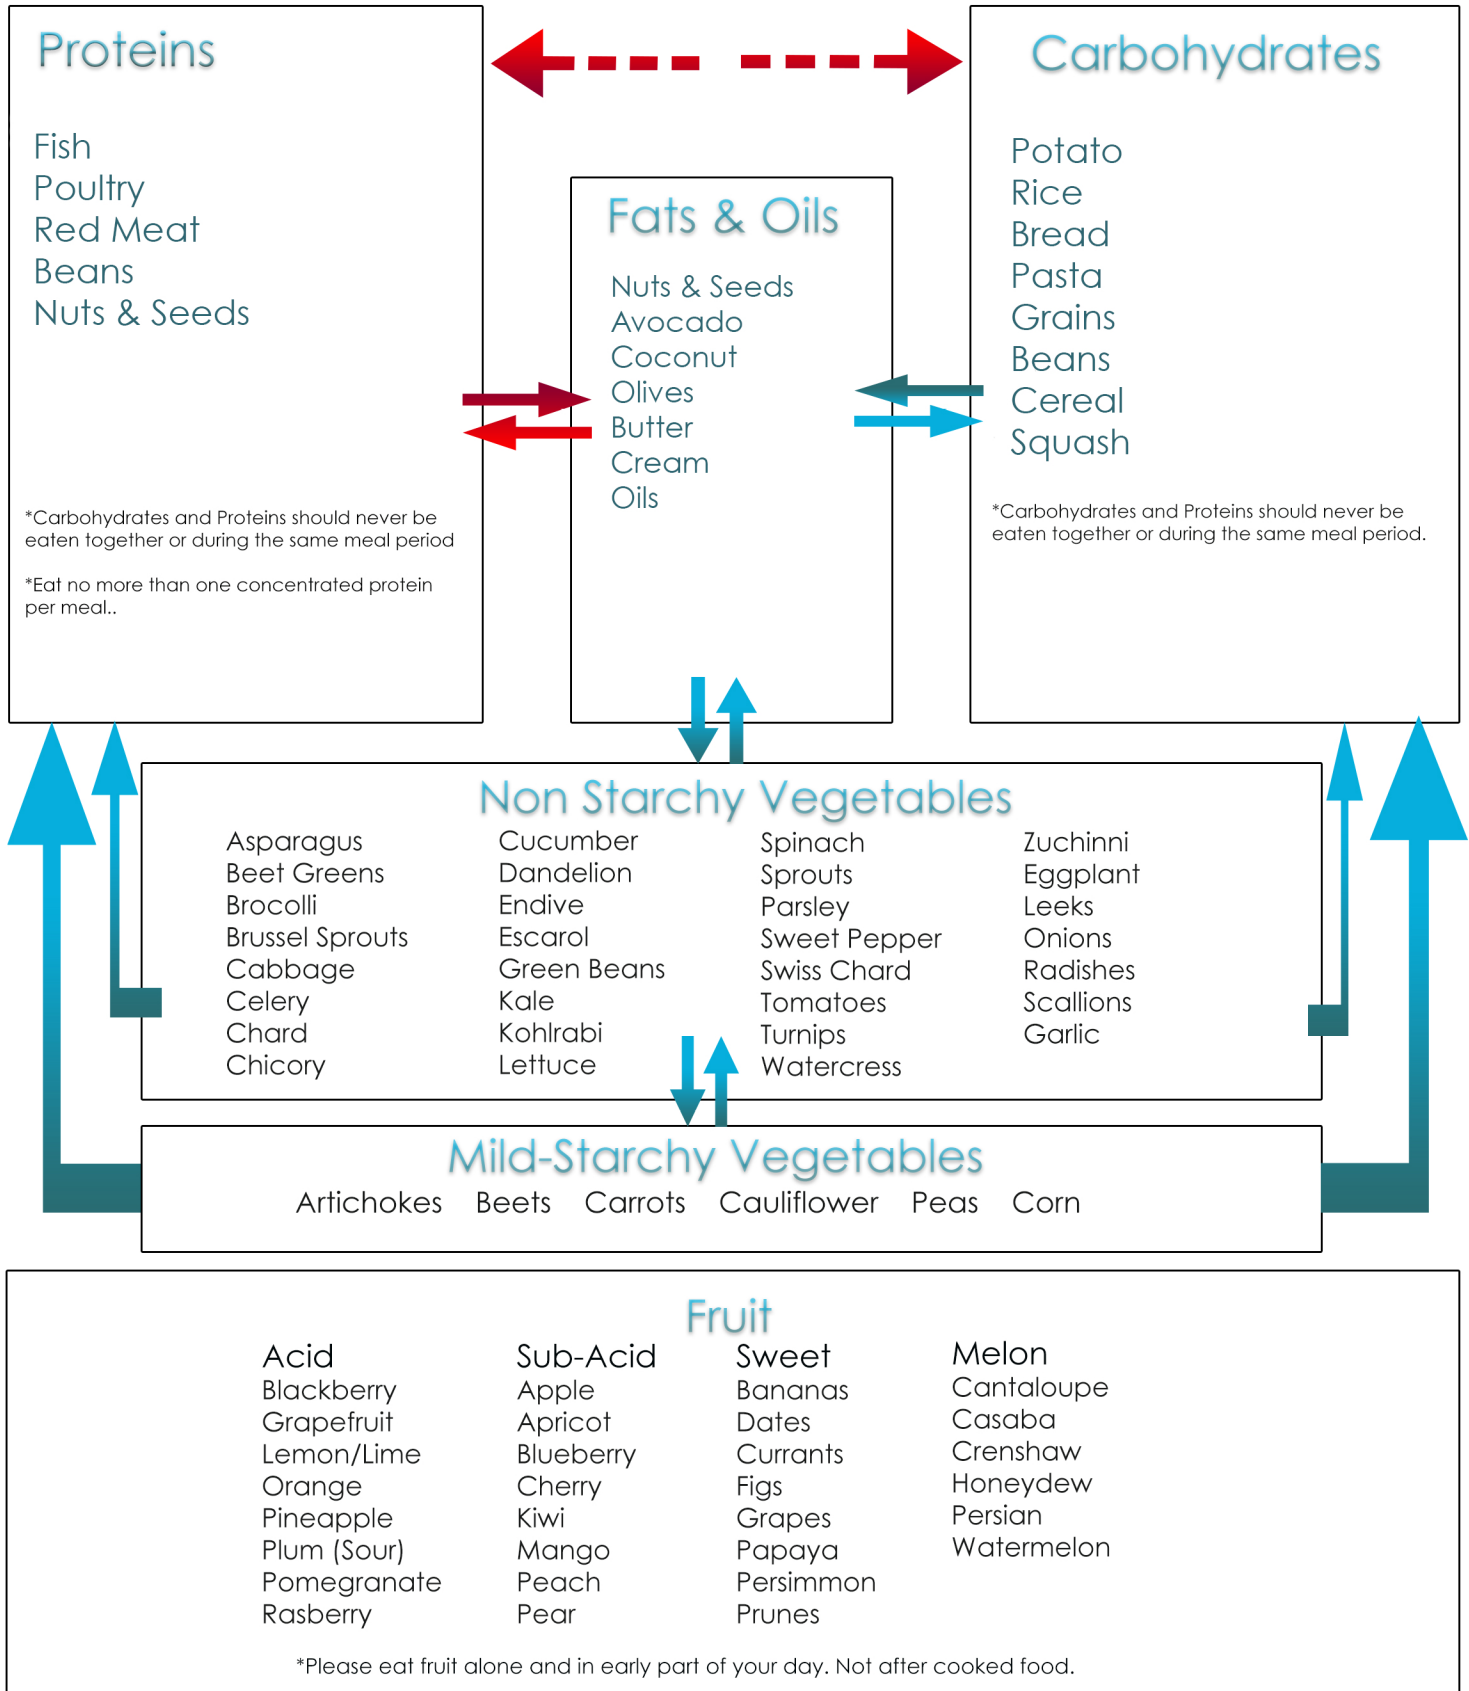 Proteins
Fish
Poultry
Red Meat
Beans
Nuts & Seeds
*Carbohydrates and Proteins should never be
eaten together or during the same meal period
*Eat no more than one concentrated protein
per meal..
Fats & Oils
Nuts & Seeds
Avocado
Coconut
Olives
Butter
Cream
Oils
Carbohydrates
Potato
Rice
Bread
Pasta
Grains
Beans
Cereal
Squash
*Carbohydrates and Proteins should never be
eaten together or during the same meal period.
Non Starchy Vegetables
Asparagus
Beet Greens
Brocolli
Brussel Sprouts
Cabbage
Celery
Chard
Chicory
Cucumber
Dandelion
Endive
Escarol
Green Beans
Kale
Kohlrabi
Lettuce
Spinach
Sprouts
Parsley
Sweet Pepper
Swiss Chard
Tomatoes
Turnips
Watercress
Zuchinni
Eggplant
Leeks
Onions
Radishes
Scallions
Garlic
Mild-Starchy Vegetables
Artichokes Beets Carrots Cauliflower Peas Corn
Fruit
Acid
Blackberry
Grapefruit
Lemon/Lime
Orange
Pineapple
Plum (Sour)
Pomegranate
Rasberry
Sub-Acid
Apple
Apricot
Blueberry
Cherry
Kiwi
Mango
Peach
Pear
Sweet
Bananas
Dates
Currants
Figs
Grapes
Papaya
Persimmon
Prunes
Melon
Cantaloupe
Casaba
Crenshaw
Honeydew
Persian
Watermelon
*Please eat fruit alone and in early part of your day. Not after cooked food.